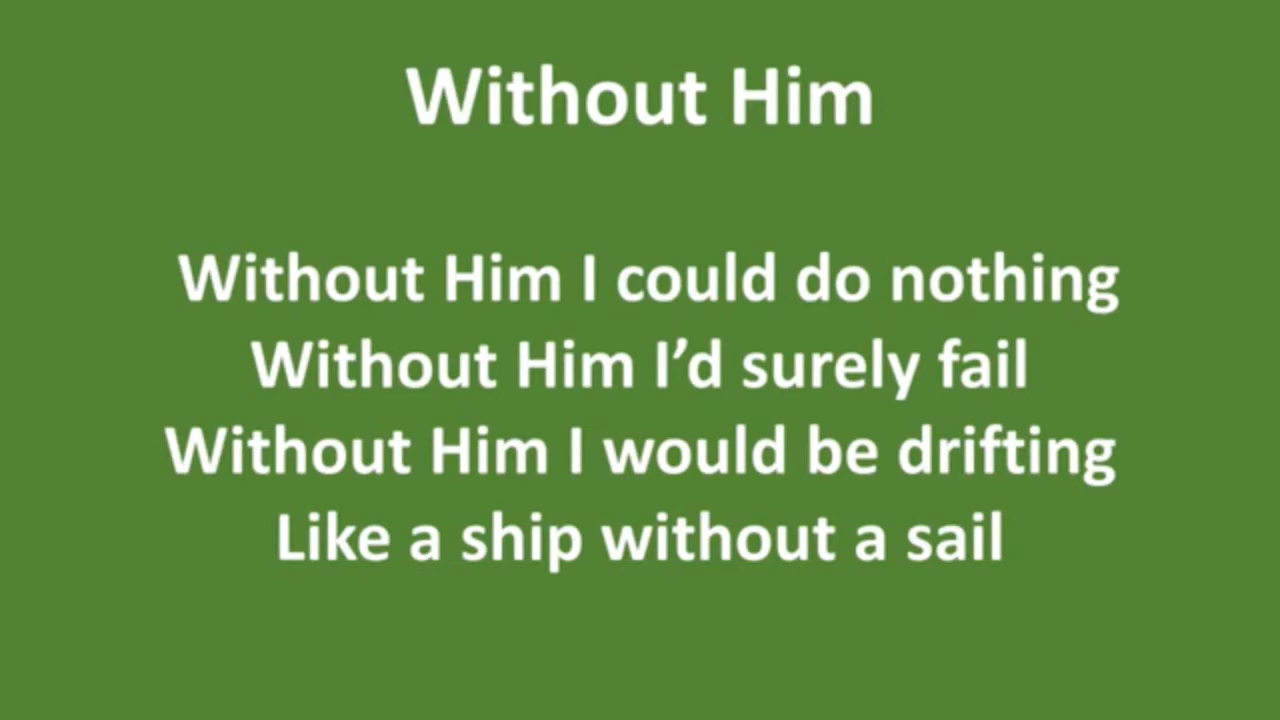 Without Him
Without Him I could do nothing
Without Him I’d surely fail
Without Him I would be drifting
Like a ship without a sail